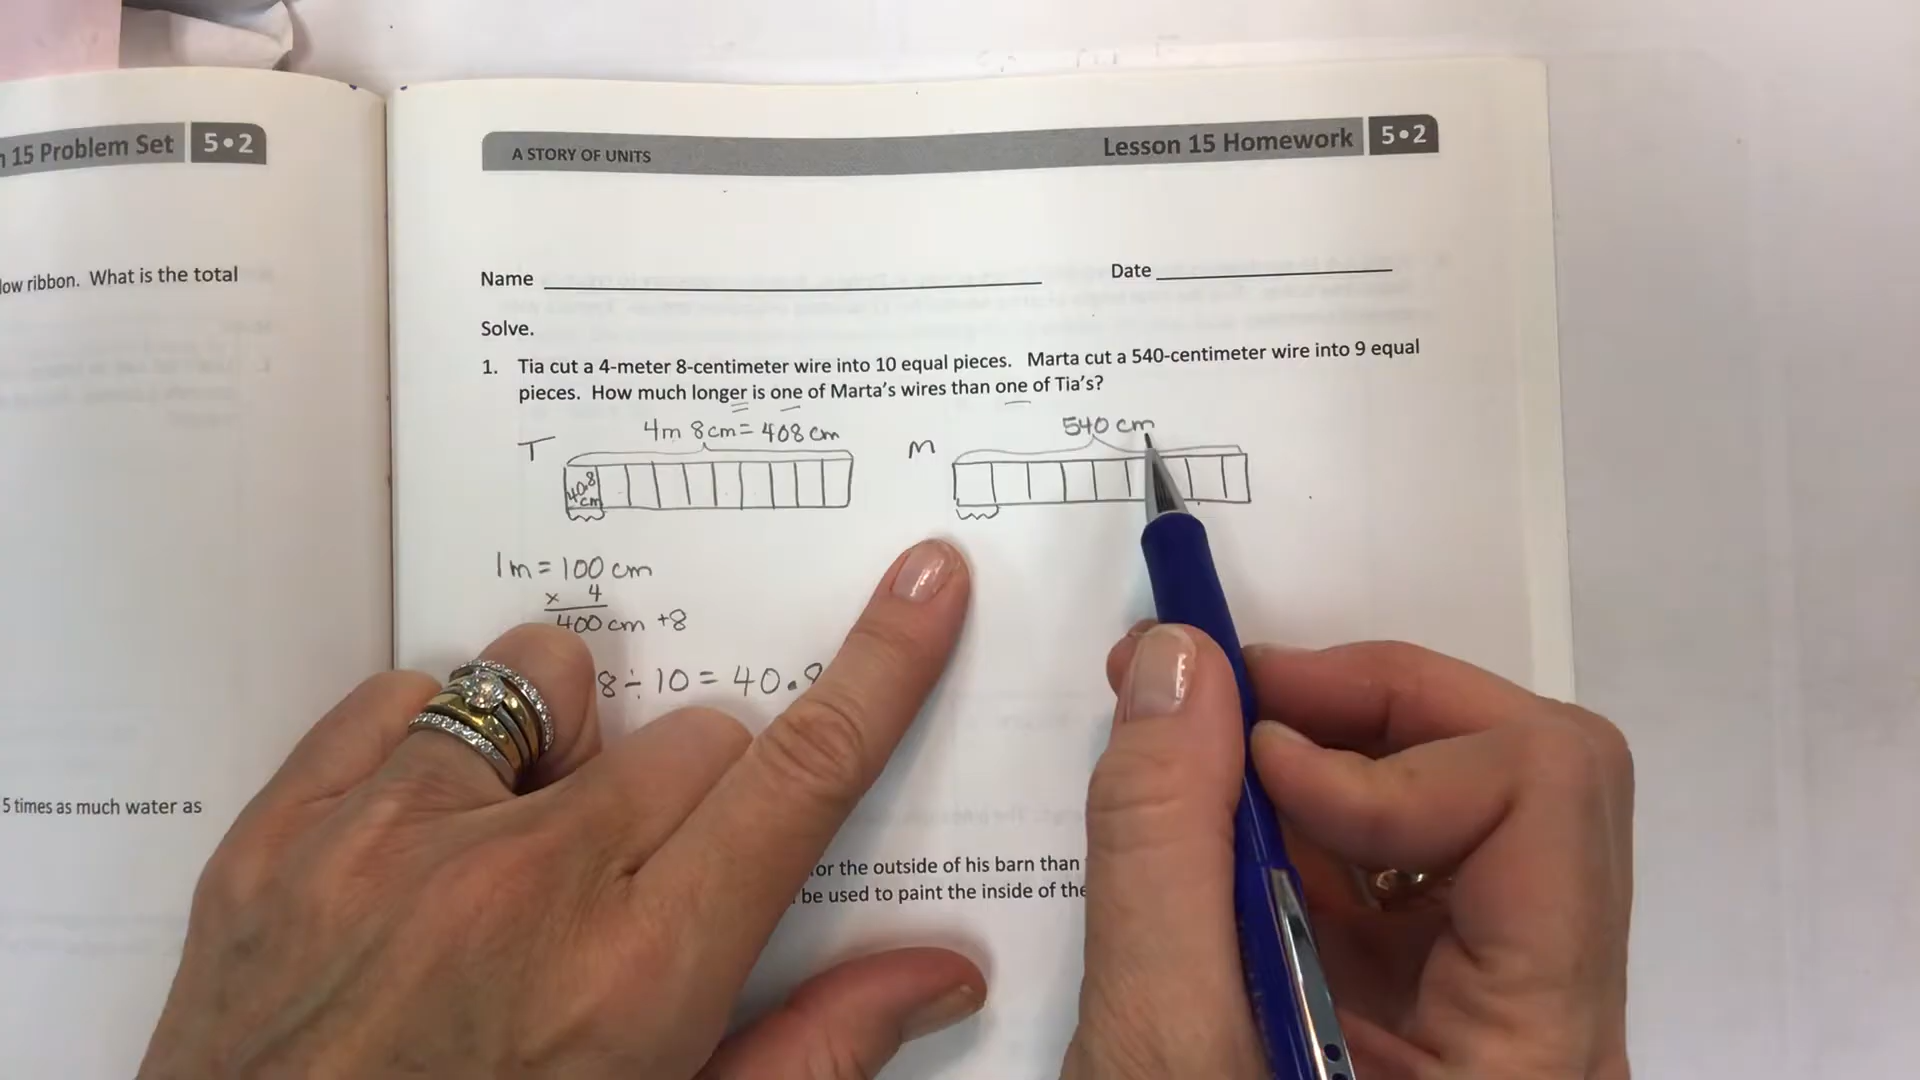 15 Problem Set 5•2
low ribbon. What is the total
5 times as much water as
A STORY OF UNITS
Lesson 15 Homework 5•2
Name
Date
Solve.
1. Tia cut a 4-meter 8-centimeter wire into 10 equal pieces. Marta cut a 540-centimeter wire into 9 equal
pieces. How much longer is one of Marta's wires than one of Tia's?
T 4m 8cm = 408 cm
40.8 cm
M 540 cm
1m = 100 cm
x 4
400 cm +8
8 ÷ 10 = 40.8
or the outside of his barn than
be used to paint the inside of the